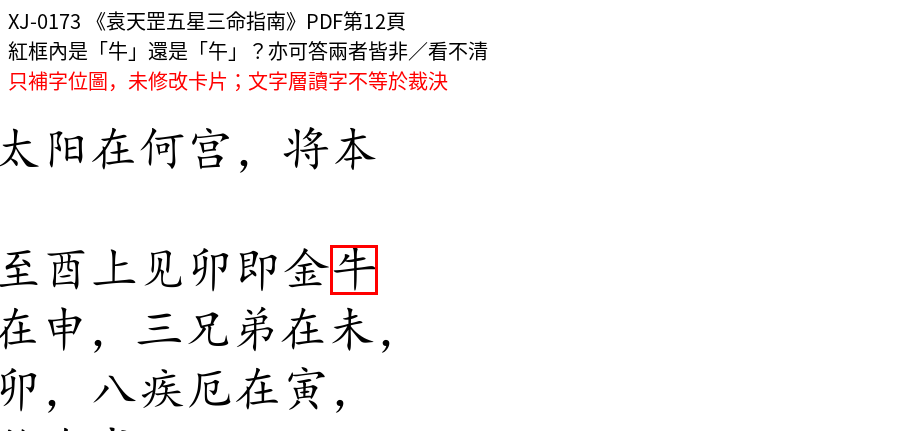 XJ-0173 《袁天罡五星三命指南》PDF第12頁
紅框內是「牛」還是「午」？亦可答兩者皆非／看不清
只補字位圖，未修改卡片；文字層讀字不等於裁決
太阳在何宫，将本
至酉上见卯即金牛
在申，三兄弟在未，
卯，八疾厄在寅，